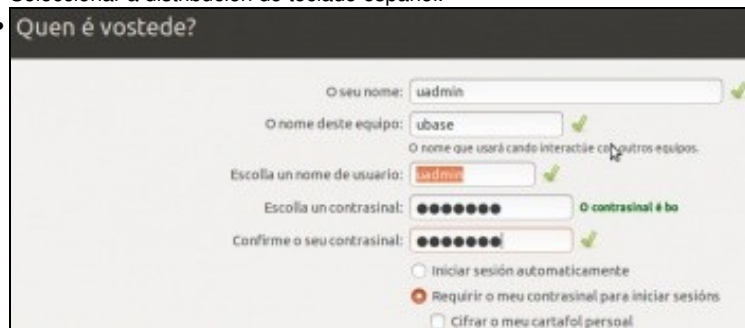 Seleccionar a distribución do teclado español.
Quen é vostede?
O seu nome: uadmin
O nome deste equipo: ubase
O nome que usará cando interactúe con outros equipos.
Escolla un nome de usuario: uadmin
Escolla un contrasinal: ●●●●●●● O contrasinal é bo
Confirme o seu contrasinal: ●●●●●●●
Iniciar sesión automaticamente
Requirir o meu contrasinal para iniciar sesións
Cifrar o meu cartafol persoal